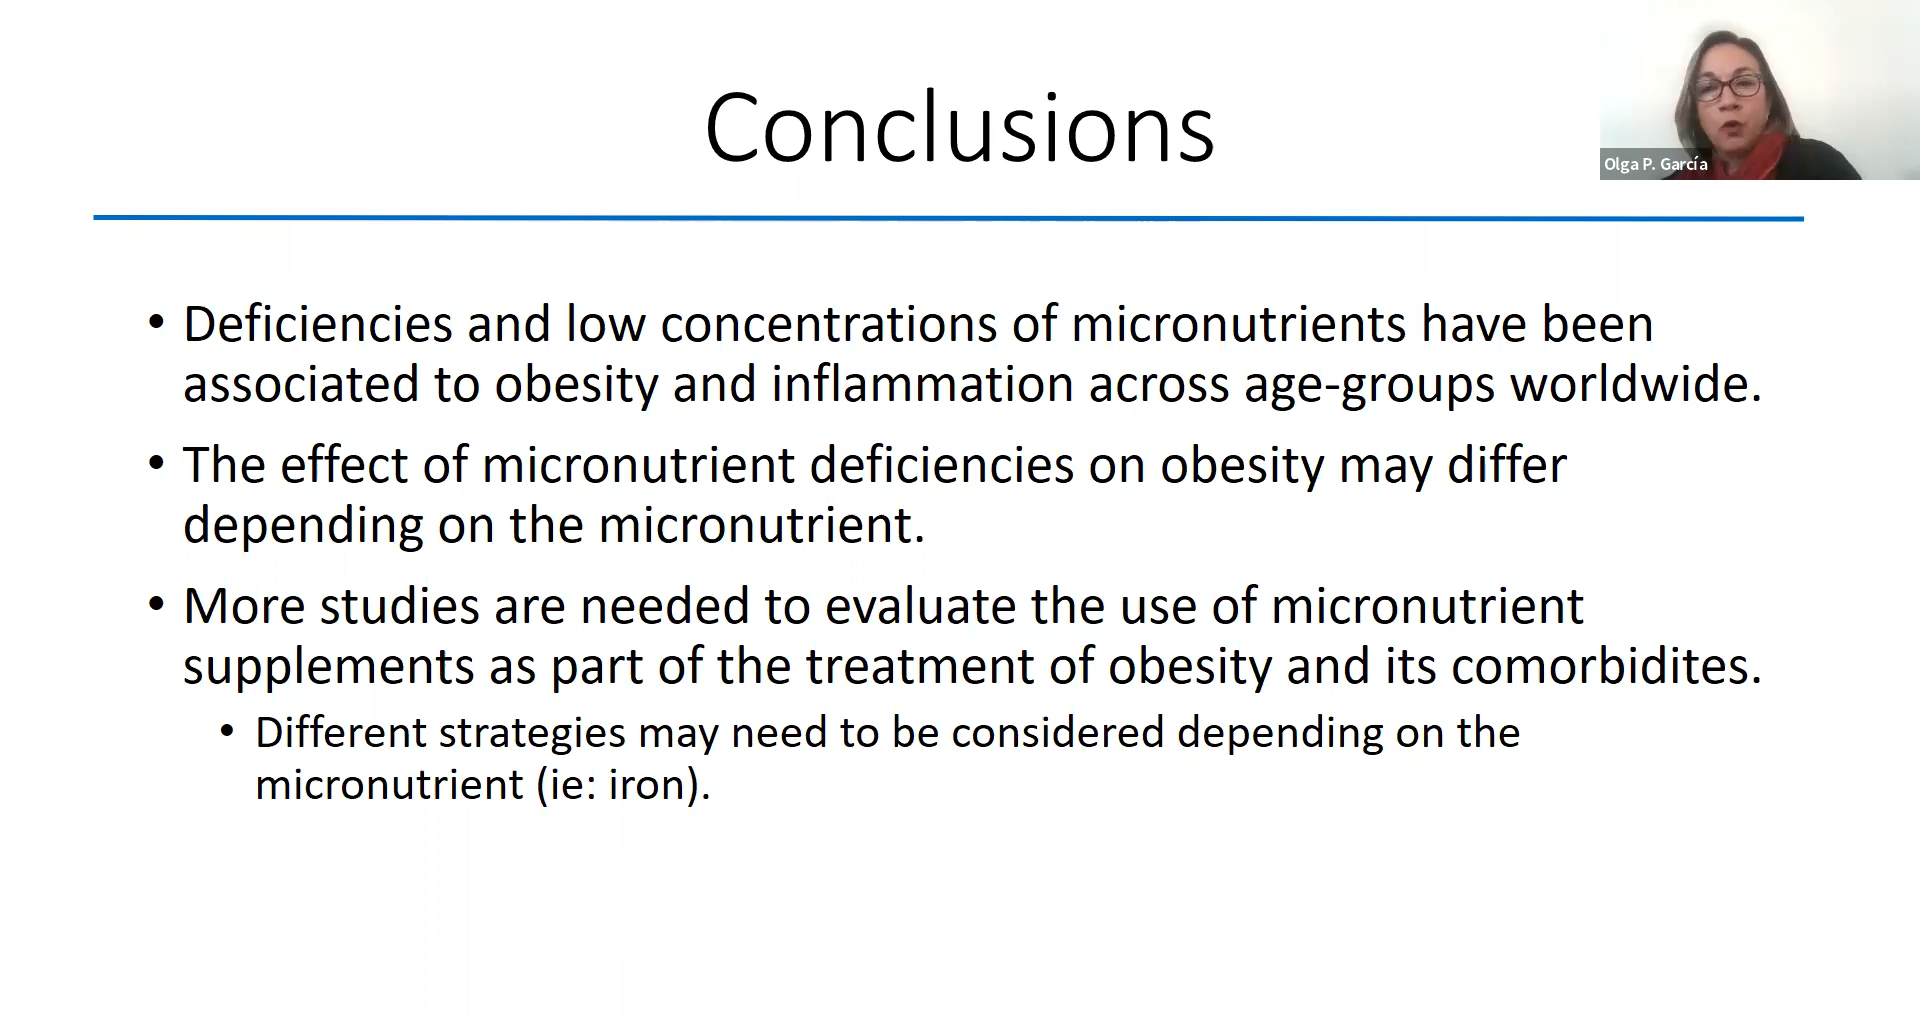 Conclusions
Olga P. García
• Deficiencies and low concentrations of micronutrients have been
associated to obesity and inflammation across age-groups worldwide.
• The effect of micronutrient deficiencies on obesity may differ
depending on the micronutrient.
• More studies are needed to evaluate the use of micronutrient
supplements as part of the treatment of obesity and its comorbidites.
• Different strategies may need to be considered depending on the
micronutrient (ie: iron).